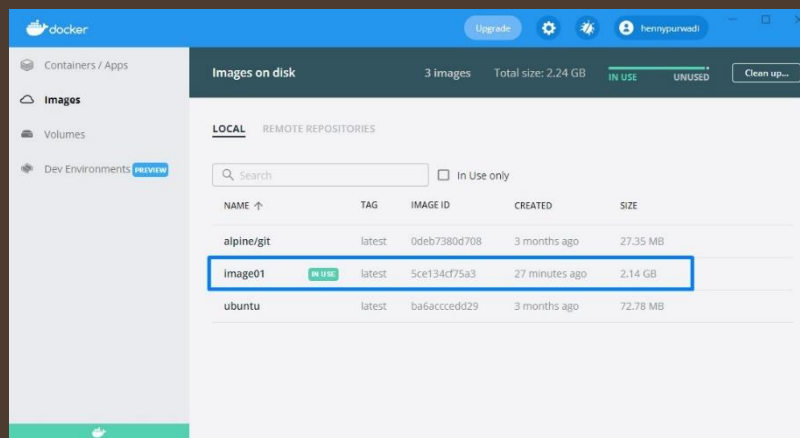 docker Upgrade hennypurwadi
Containers / Apps
Images
Volumes
Dev Environments PREVIEW
Images on disk 3 images Total size: 2.24 GB IN USE UNUSED Clean up...
LOCAL REMOTE REPOSITORIES
Search In Use only
NAME TAG IMAGE ID CREATED SIZE
alpine/git latest 0deb7380d708 3 months ago 27.35 MB
image01 IN USE latest 5ce134cf75a3 27 minutes ago 2.14 GB
ubuntu latest ba6acccedd29 3 months ago 72.78 MB